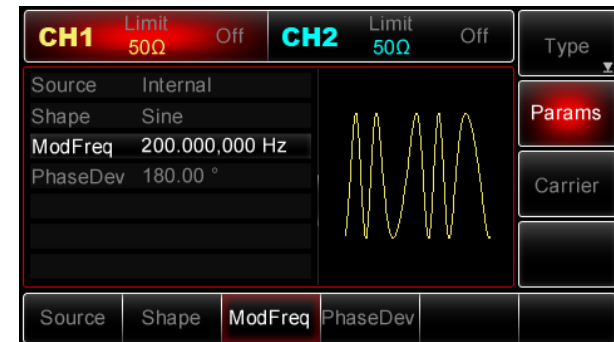 CH1 Limit 50Ω Off CH2 Limit 50Ω Off
Type
Source Internal
Shape Sine
ModFreq 200.000,000 Hz
PhaseDev 180.00 °
Params
Carrier
Source Shape ModFreq PhaseDev